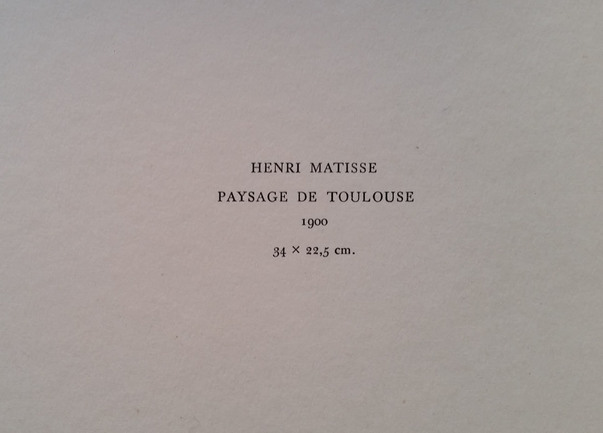 HENRI MATISSE
PAYSAGE DE TOULOUSE
1900
34 × 22,5 cm.